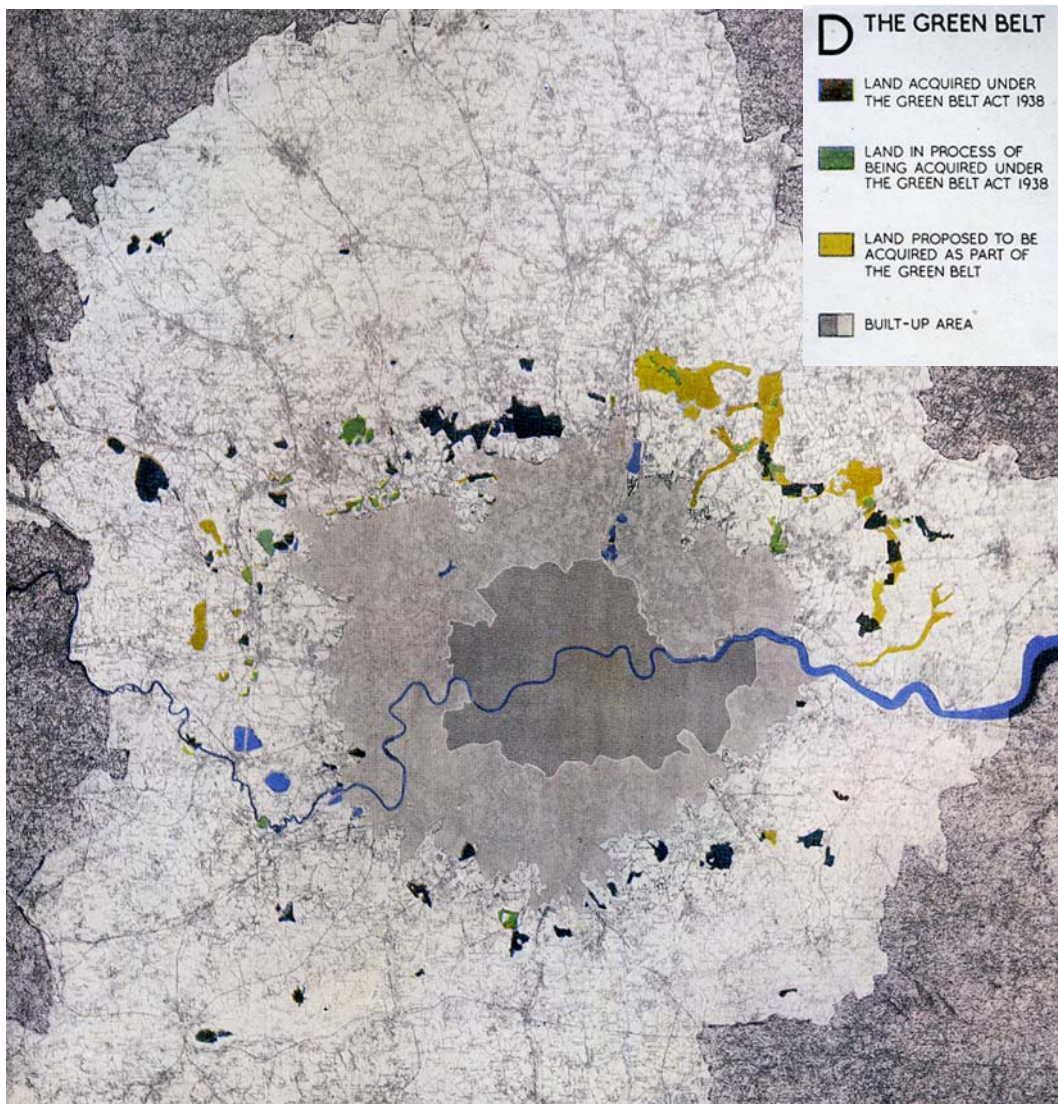 D THE GREEN BELT
LAND ACQUIRED UNDER
THE GREEN BELT ACT 1938
LAND IN PROCESS OF
BEING ACQUIRED UNDER
THE GREEN BELT ACT 1938
LAND PROPOSED TO BE
ACQUIRED AS PART OF
THE GREEN BELT
BUILT-UP AREA